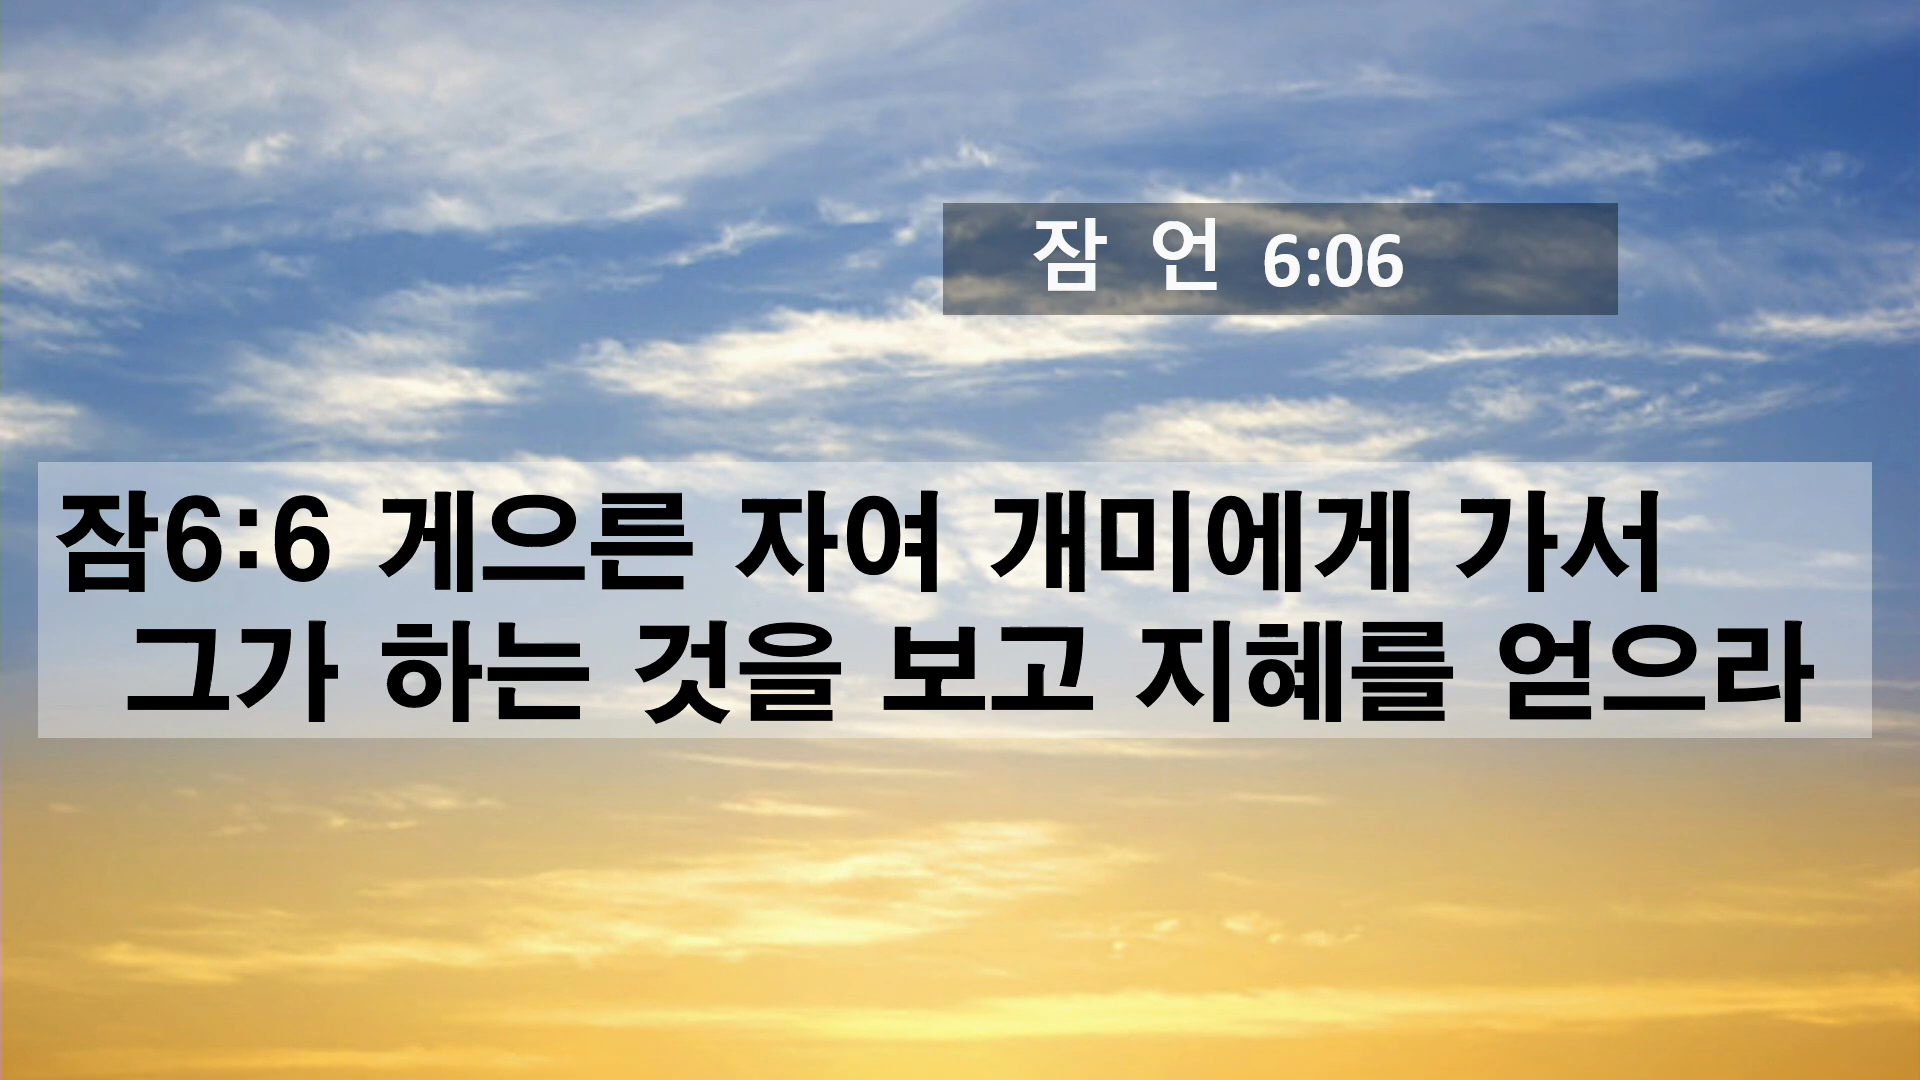 잠 언 6:06
잠6:6 게으른 자여 개미에게 가서
그가 하는 것을 보고 지혜를 얻으라